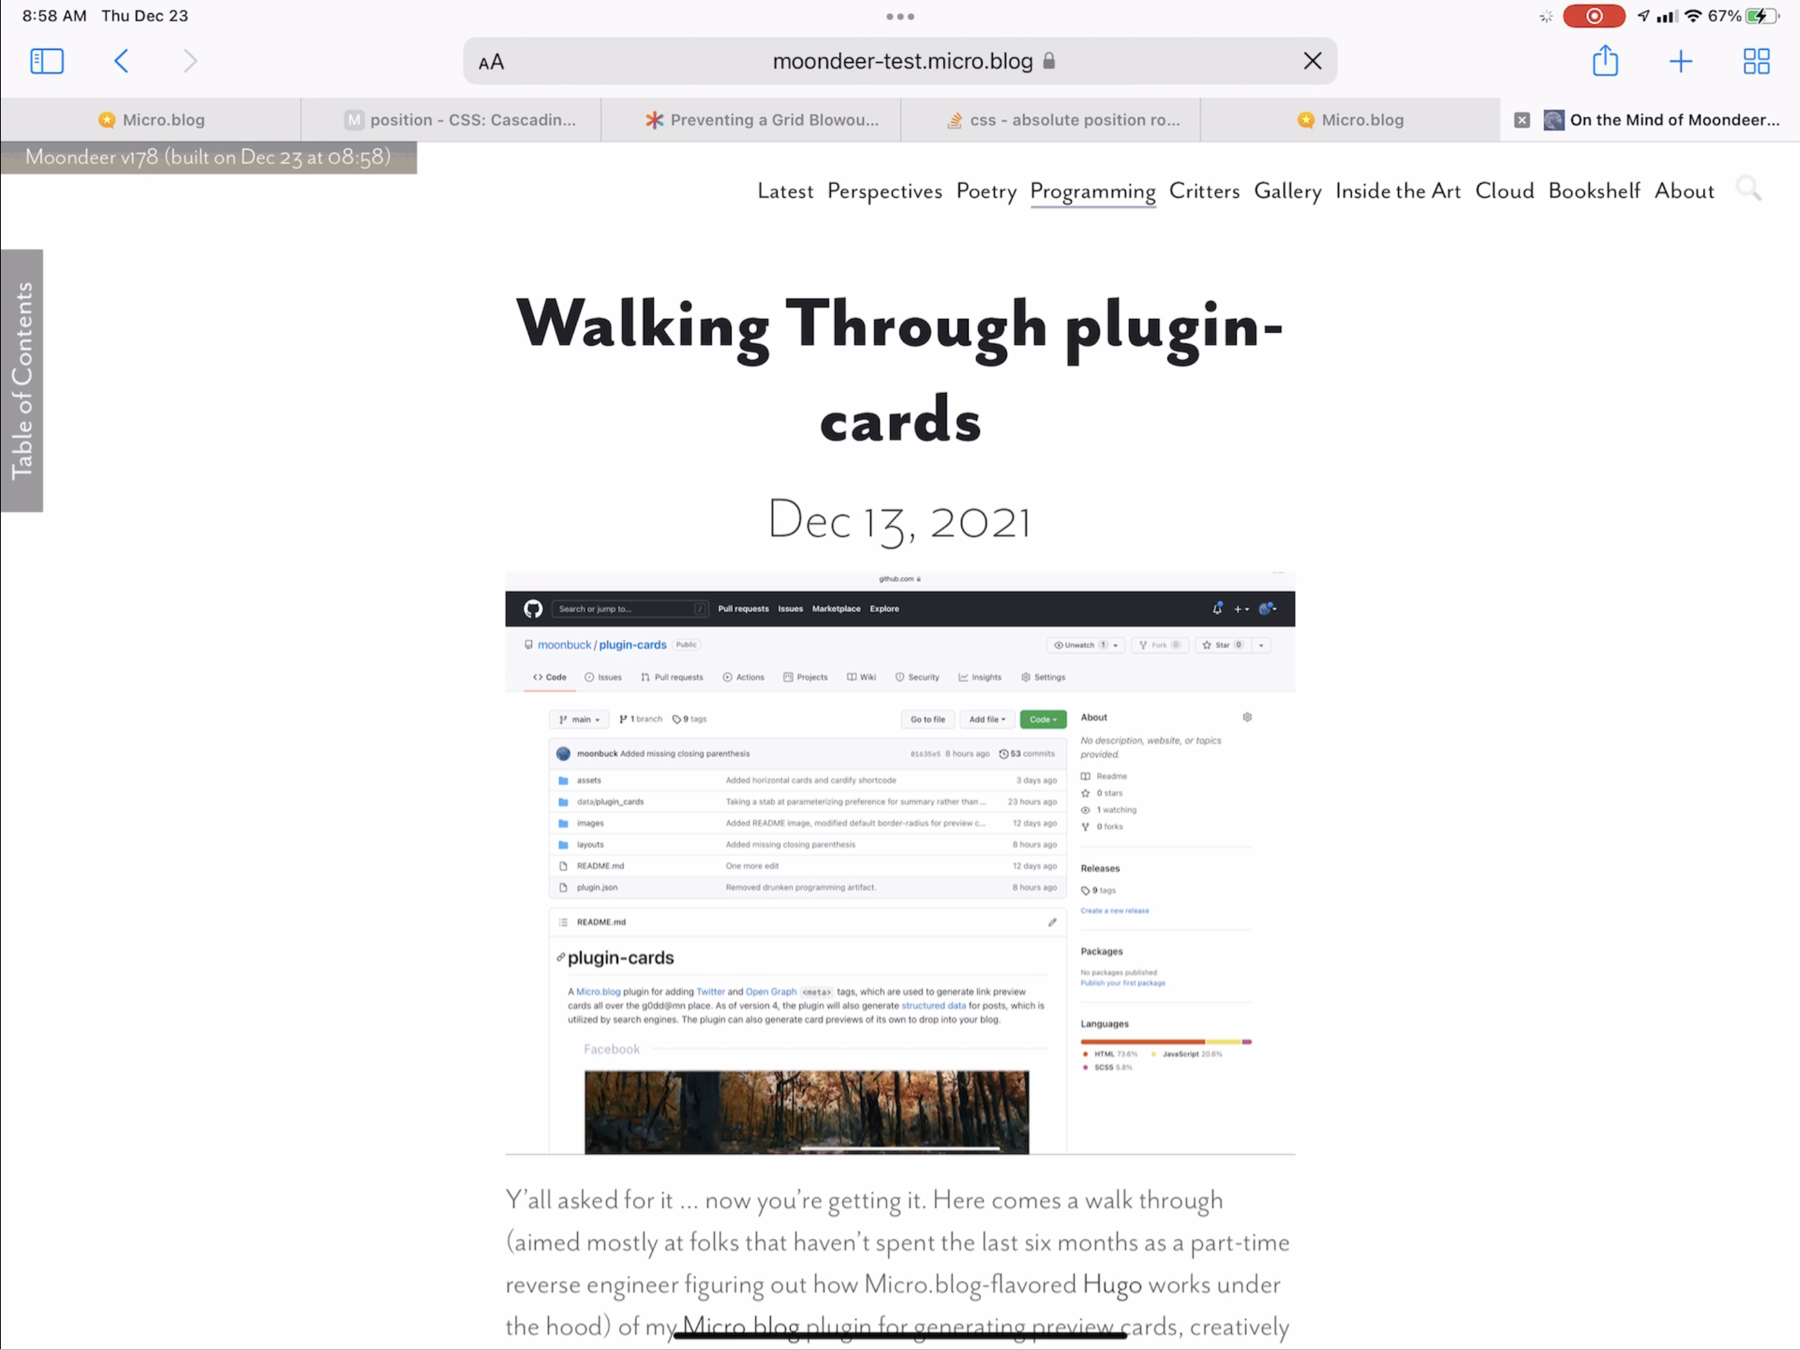 8:58 AM Thu Dec 23
67%
AA
moondeer-test.micro.blog
Micro.blog
M position - CSS: Cascadin...
Preventing a Grid Blowou...
css - absolute position ro...
Micro.blog
On the Mind of Moondeer...
Moondeer v178 (built on Dec 23 at 08:58)
Latest Perspectives Poetry Programming Critters Gallery Inside the Art Cloud Bookshelf About
Table of Contents
Walking Through plugin-
cards
Dec 13, 2021
github.com
Search or jump to... / Pull requests Issues Marketplace Explore
moonbuck / plugin-cards Public
Unwatch 1 Fork 0 Star 0
Code Issues Pull requests Actions Projects Wiki Security Insights Settings
main 1 branch 9 tags Go to file Add file Code
moonbuck Added missing closing parenthesis 01635e5 8 hours ago 53 commits
assets Added horizontal cards and cardify shortcode 3 days ago
data/plugin_cards Taking a stab at parameterizing preference for summary rather than ... 23 hours ago
images Added README image, modified default border-radius for preview c... 12 days ago
layouts Added missing closing parenthesis 8 hours ago
README.md One more edit 12 days ago
plugin.json Removed drunken programming artifact. 8 hours ago
About
No description, website, or topics
provided.
Readme
0 stars
1 watching
0 forks
Releases
9 tags
Create a new release
Packages
No packages published
Publish your first package
Languages
HTML 73.6% JavaScript 20.6%
SCSS 5.8%
README.md
plugin-cards
A Micro.blog plugin for adding Twitter and Open Graph <meta> tags, which are used to generate link preview
cards all over the g0dd@mn place. As of version 4, the plugin will also generate structured data for posts, which is
utilized by search engines. The plugin can also generate card previews of its own to drop into your blog.
Facebook
Y'all asked for it ... now you're getting it. Here comes a walk through
(aimed mostly at folks that haven't spent the last six months as a part-time
reverse engineer figuring out how Micro.blog-flavored Hugo works under
the hood) of my Micro.blog plugin for generating preview cards, creatively